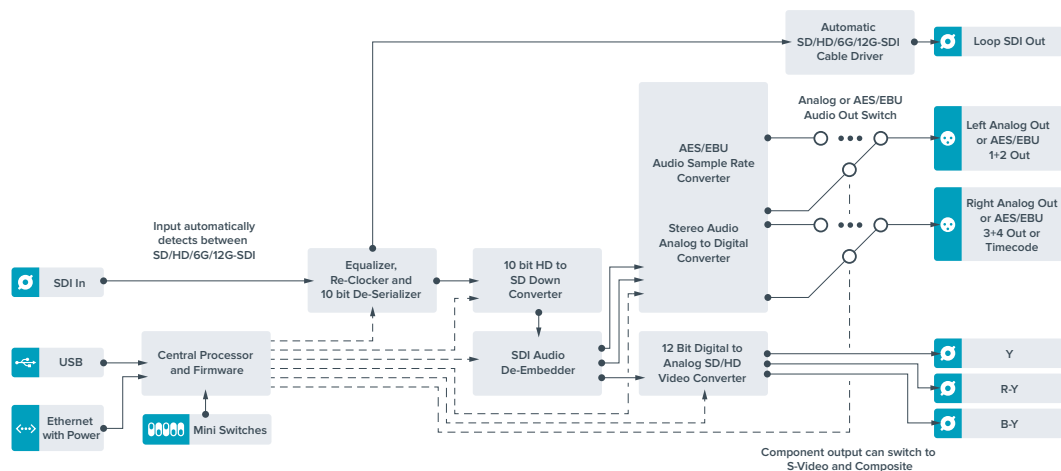 Automatic
SD/HD/6G/12G-SDI
Cable Driver
Loop SDI Out
Analog or AES/EBU
Audio Out Switch
Left Analog Out
or AES/EBU
1+2 Out
AES/EBU
Audio Sample Rate
Converter
Right Analog Out
or AES/EBU
3+4 Out or
Timecode
Stereo Audio
Analog to Digital
Converter
Input automatically
detects between
SD/HD/6G/12G-SDI
SDI In
Equalizer,
Re-Clocker and
10 bit De-Serializer
10 bit HD to
SD Down
Converter
USB
Central Processor
and Firmware
SDI Audio
De-Embedder
12 Bit Digital to
Analog SD/HD
Video Converter
Y
R-Y
B-Y
Ethernet
with Power
Mini Switches
Component output can switch to
S-Video and Composite